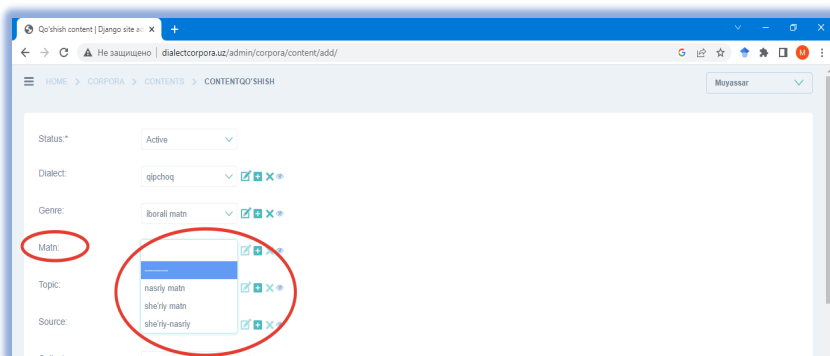 Qo'shish content | Django site ad
Не защищено | dialectcorpora.uz/admin/corpora/content/add/
HOME > CORPORA > CONTENTS > CONTENTQO'SHISH
Muyassar
Status:* Active
Dialect: qipchoq
Genre: iborali matn
Matn:
---------
nasriy matn
Topic:
she'riy matn
Source:
she'riy-nasriy